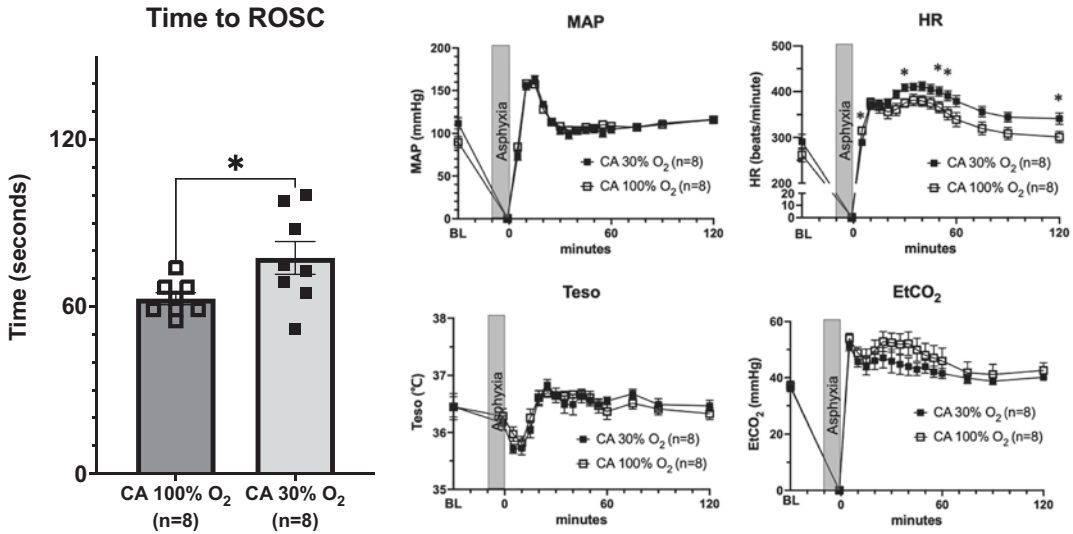 Time to ROSC
Time (seconds)
120
60
0
*
CA 100% O2
(n=8)
CA 30% O2
(n=8)
MAP
MAP (mmHg)
200
150
100
50
0
Asphyxia
CA 30% O2 (n=8)
CA 100% O2 (n=8)
BL
0
60
120
minutes
HR
HR (beats/minute)
500
400
300
200
20
10
0
Asphyxia
*
*
*
*
*
CA 30% O2 (n=8)
CA 100% O2 (n=8)
BL
0
60
120
minutes
Teso
Teso (℃)
38
37
36
35
Asphyxia
CA 30% O2 (n=8)
CA 100% O2 (n=8)
BL
0
60
120
minutes
EtCO2
EtCO2 (mmHg)
60
40
20
0
Asphyxia
CA 30% O2 (n=8)
CA 100% O2 (n=8)
BL
0
60
120
minutes